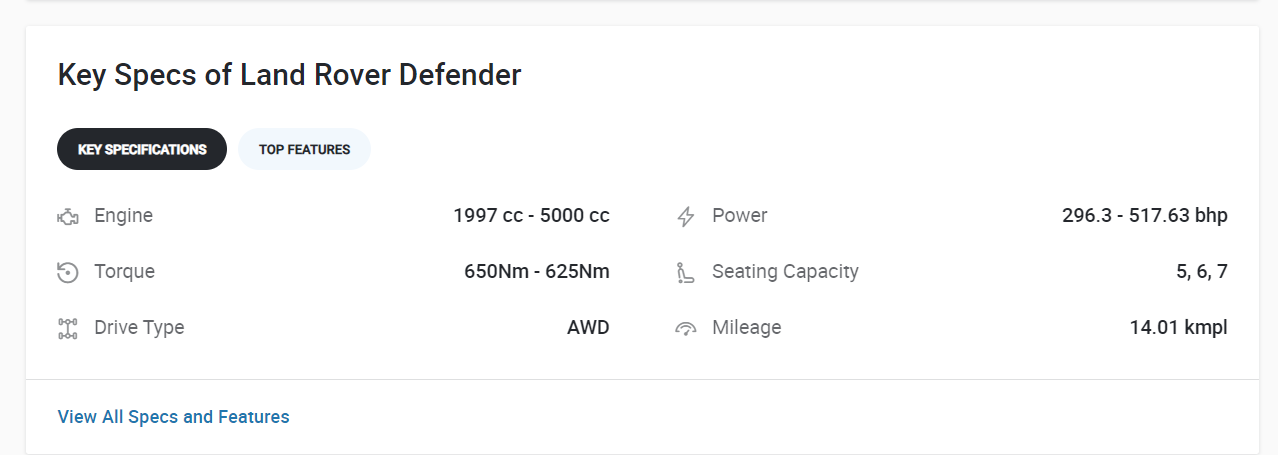 Key Specs of Land Rover Defender
KEY SPECIFICATIONS TOP FEATURES
Engine 1997 cc - 5000 cc Power 296.3 - 517.63 bhp
Torque 650Nm - 625Nm Seating Capacity 5, 6, 7
Drive Type AWD Mileage 14.01 kmpl
View All Specs and Features